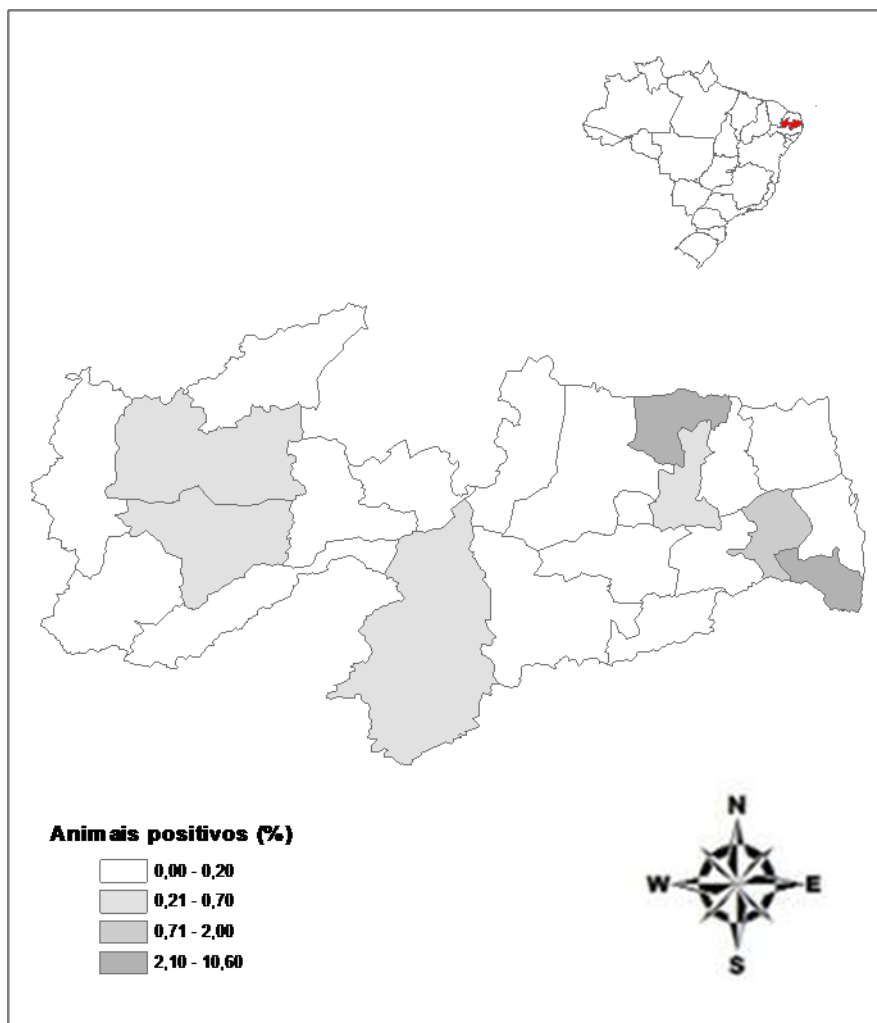 Animais positivos (%)
0,00 - 0,20
0,21 - 0,70
0,71 - 2,00
2,10 - 10,60
N
W E
S